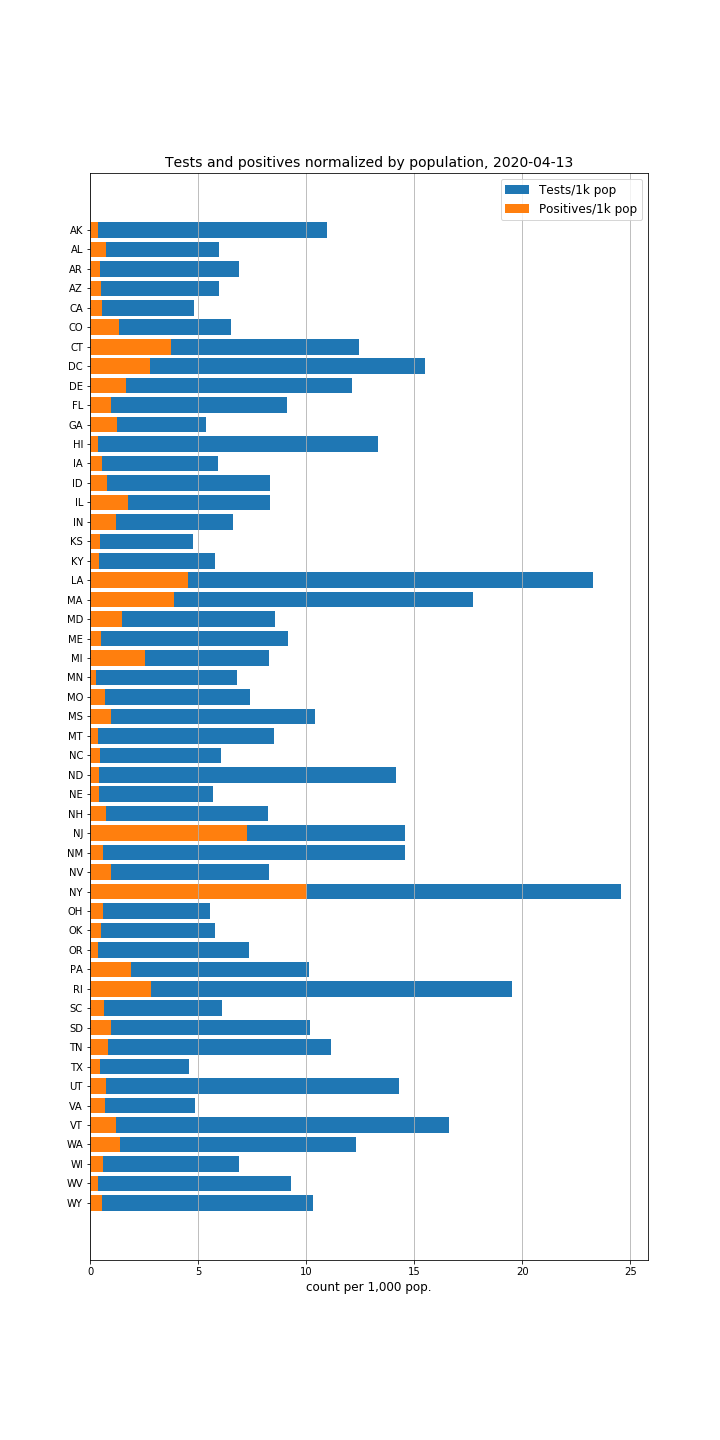 Tests and positives normalized by population, 2020-04-13
Tests/1k pop
Positives/1k pop
AK
AL
AR
AZ
CA
CO
CT
DC
DE
FL
GA
HI
IA
ID
IL
IN
KS
KY
LA
MA
MD
ME
MI
MN
MO
MS
MT
NC
ND
NE
NH
NJ
NM
NV
NY
OH
OK
OR
PA
RI
SC
SD
TN
TX
UT
VA
VT
WA
WI
WV
WY
0 5 10 15 20 25
count per 1,000 pop.